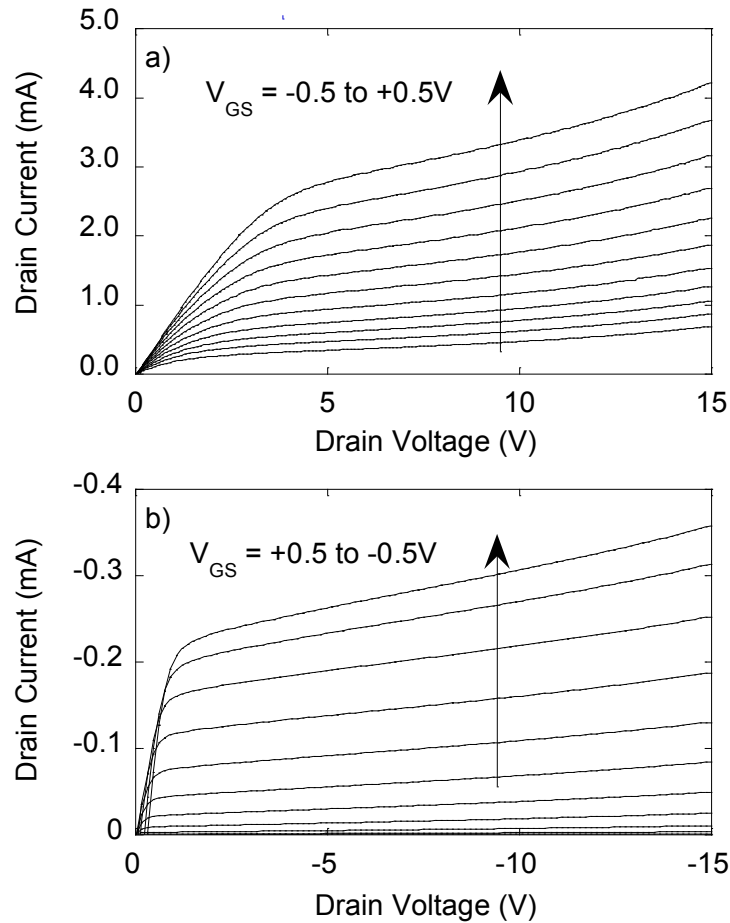 5.0
4.0
3.0
2.0
1.0
0.0
Drain Current (mA)
a)
V_GS = -0.5 to +0.5V
0 5 10 15
Drain Voltage (V)
-0.4
-0.3
-0.2
-0.1
0
Drain Current (mA)
b)
V_GS = +0.5 to -0.5V
0 -5 -10 -15
Drain Voltage (V)